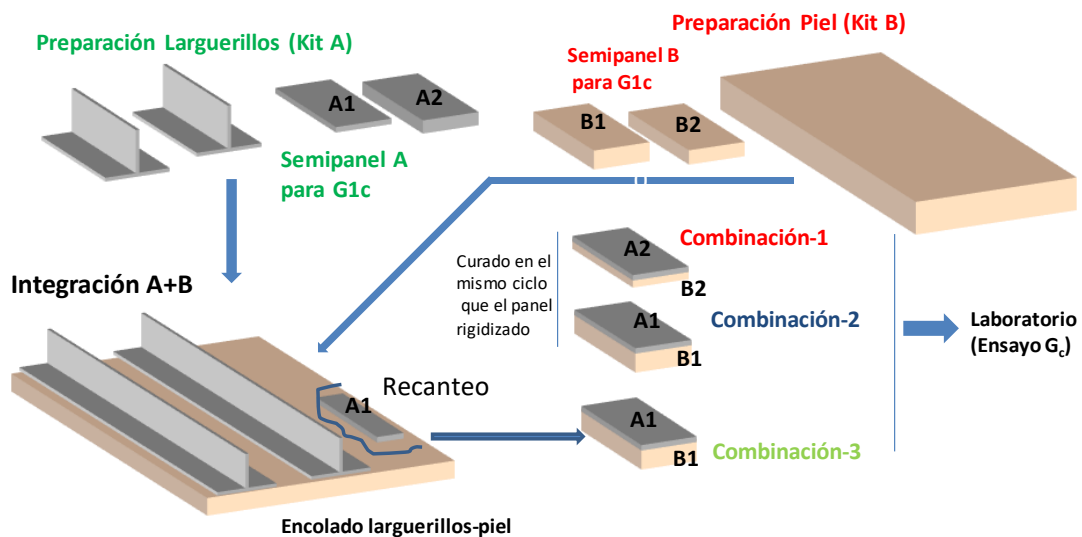 Preparación Larguerillos (Kit A)
A1
A2
Semipanel A
para G1c
Preparación Piel (Kit B)
Semipanel B
para G1c
B1
B2
Integración A+B
Curado en el
mismo ciclo
que el panel
rigidizado
A2
B2
Combinación-1
A1
B1
Combinación-2
Laboratorio
(Ensayo Gc)
A1
Recanteo
A1
B1
Combinación-3
Encolado larguerillos-piel